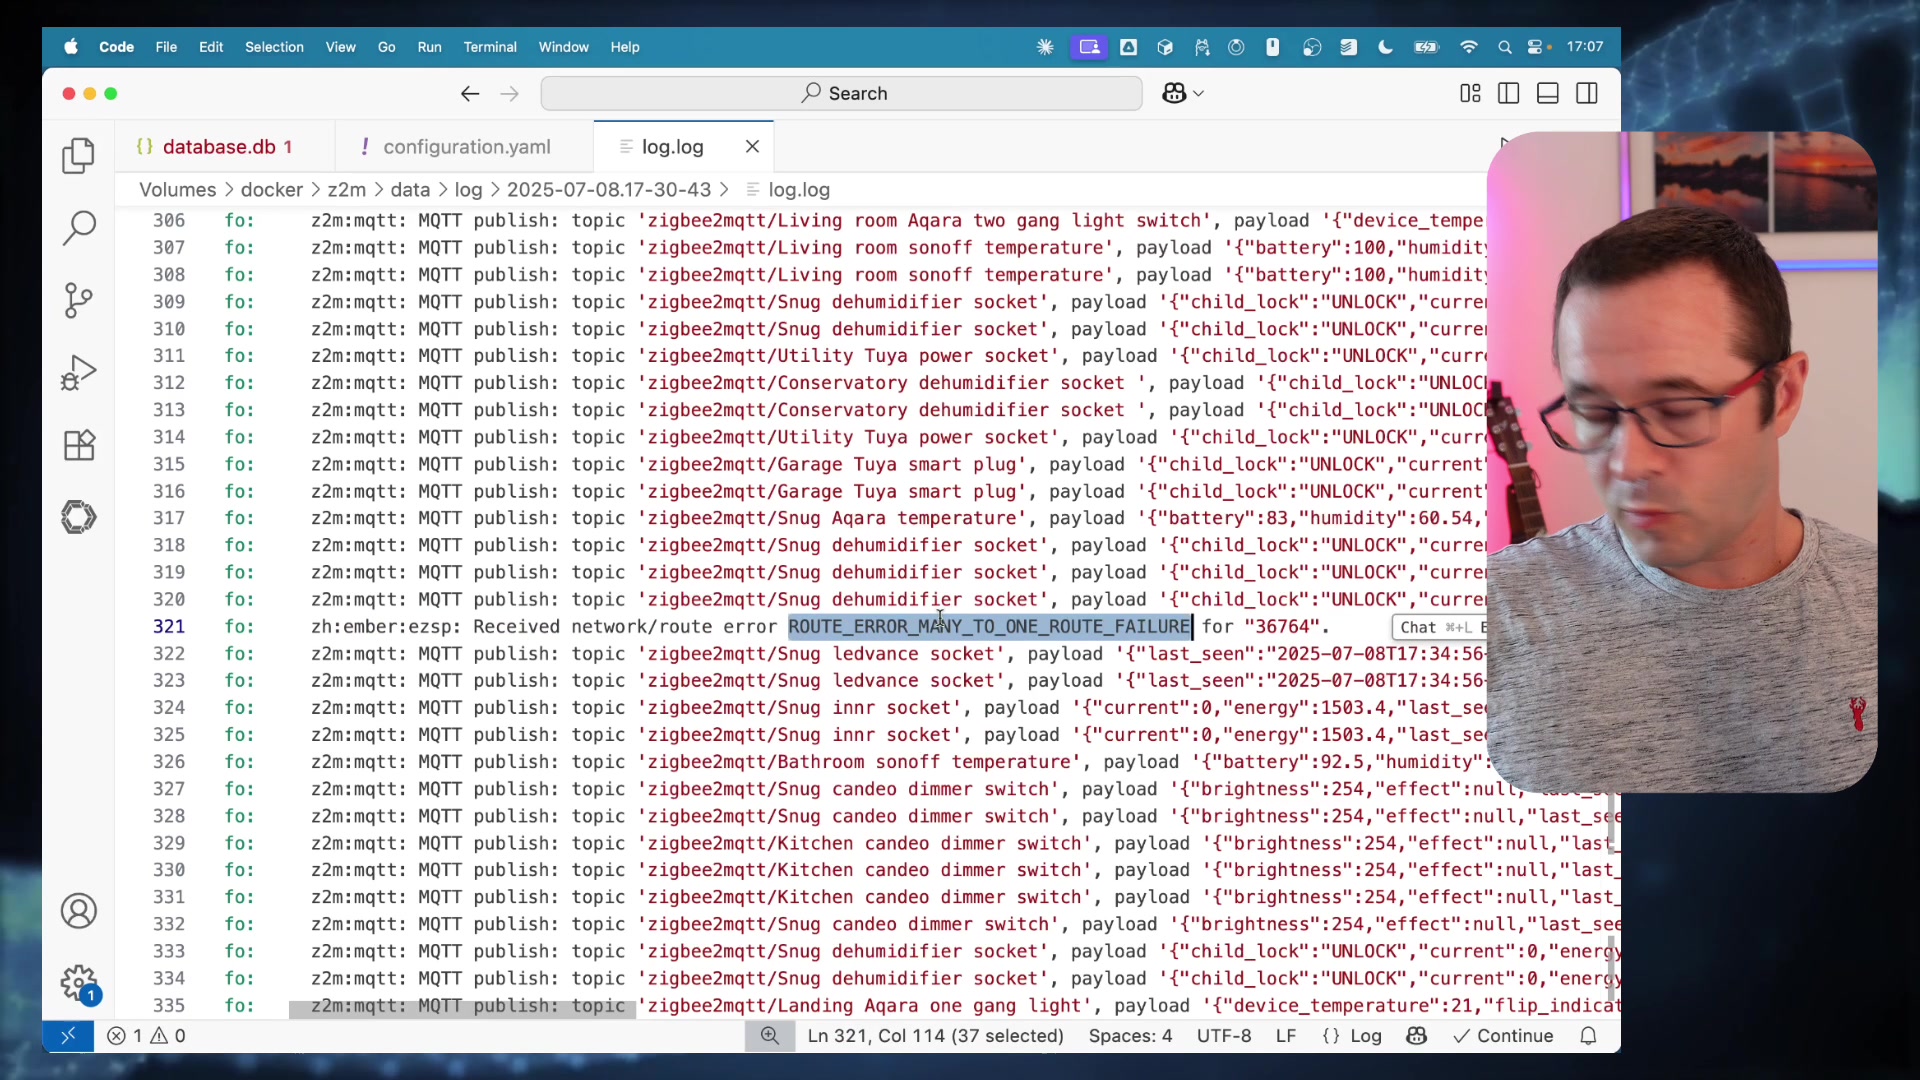 Code File Edit Selection View Go Run Terminal Window Help 17:07
Search
database.db 1 configuration.yaml log.log
Volumes > docker > z2m > data > log > 2025-07-08.17-30-43 > log.log
306 fo: z2m:mqtt: MQTT publish: topic 'zigbee2mqtt/Living room Aqara two gang light switch', payload '{"device_tempe
307 fo: z2m:mqtt: MQTT publish: topic 'zigbee2mqtt/Living room sonoff temperature', payload '{"battery":100,"humidity
308 fo: z2m:mqtt: MQTT publish: topic 'zigbee2mqtt/Living room sonoff temperature', payload '{"battery":100,"humidity
309 fo: z2m:mqtt: MQTT publish: topic 'zigbee2mqtt/Snug dehumidifier socket', payload '{"child_lock":"UNLOCK","curren
310 fo: z2m:mqtt: MQTT publish: topic 'zigbee2mqtt/Snug dehumidifier socket', payload '{"child_lock":"UNLOCK","curren
311 fo: z2m:mqtt: MQTT publish: topic 'zigbee2mqtt/Utility Tuya power socket', payload '{"child_lock":"UNLOCK","curre
312 fo: z2m:mqtt: MQTT publish: topic 'zigbee2mqtt/Conservatory dehumidifier socket ', payload '{"child_lock":"UNLOCK
313 fo: z2m:mqtt: MQTT publish: topic 'zigbee2mqtt/Conservatory dehumidifier socket ', payload '{"child_lock":"UNLOCK
314 fo: z2m:mqtt: MQTT publish: topic 'zigbee2mqtt/Utility Tuya power socket', payload '{"child_lock":"UNLOCK","curre
315 fo: z2m:mqtt: MQTT publish: topic 'zigbee2mqtt/Garage Tuya smart plug', payload '{"child_lock":"UNLOCK","current"
316 fo: z2m:mqtt: MQTT publish: topic 'zigbee2mqtt/Garage Tuya smart plug', payload '{"child_lock":"UNLOCK","current"
317 fo: z2m:mqtt: MQTT publish: topic 'zigbee2mqtt/Snug Aqara temperature', payload '{"battery":83,"humidity":60.54,"
318 fo: z2m:mqtt: MQTT publish: topic 'zigbee2mqtt/Snug dehumidifier socket', payload '{"child_lock":"UNLOCK","curren
319 fo: z2m:mqtt: MQTT publish: topic 'zigbee2mqtt/Snug dehumidifier socket', payload '{"child_lock":"UNLOCK","curren
320 fo: z2m:mqtt: MQTT publish: topic 'zigbee2mqtt/Snug dehumidifier socket', payload '{"child_lock":"UNLOCK","curren
321 fo: zh:ember:ezsp: Received network/route error ROUTE_ERROR_MANY_TO_ONE_ROUTE_FAILURE for "36764". Chat ⌘+L E
322 fo: z2m:mqtt: MQTT publish: topic 'zigbee2mqtt/Snug ledvance socket', payload '{"last_seen":"2025-07-08T17:34:56
323 fo: z2m:mqtt: MQTT publish: topic 'zigbee2mqtt/Snug ledvance socket', payload '{"last_seen":"2025-07-08T17:34:56
324 fo: z2m:mqtt: MQTT publish: topic 'zigbee2mqtt/Snug innr socket', payload '{"current":0,"energy":1503.4,"last_see
325 fo: z2m:mqtt: MQTT publish: topic 'zigbee2mqtt/Snug innr socket', payload '{"current":0,"energy":1503.4,"last_see
326 fo: z2m:mqtt: MQTT publish: topic 'zigbee2mqtt/Bathroom sonoff temperature', payload '{"battery":92.5,"humidity":
327 fo: z2m:mqtt: MQTT publish: topic 'zigbee2mqtt/Snug candeo dimmer switch', payload '{"brightness":254,"effect":null,"last_see
328 fo: z2m:mqtt: MQTT publish: topic 'zigbee2mqtt/Snug candeo dimmer switch', payload '{"brightness":254,"effect":null,"last_see
329 fo: z2m:mqtt: MQTT publish: topic 'zigbee2mqtt/Kitchen candeo dimmer switch', payload '{"brightness":254,"effect":null,"last_
330 fo: z2m:mqtt: MQTT publish: topic 'zigbee2mqtt/Kitchen candeo dimmer switch', payload '{"brightness":254,"effect":null,"last_
331 fo: z2m:mqtt: MQTT publish: topic 'zigbee2mqtt/Kitchen candeo dimmer switch', payload '{"brightness":254,"effect":null,"last_
332 fo: z2m:mqtt: MQTT publish: topic 'zigbee2mqtt/Snug candeo dimmer switch', payload '{"brightness":254,"effect":null,"last_see
333 fo: z2m:mqtt: MQTT publish: topic 'zigbee2mqtt/Snug dehumidifier socket', payload '{"child_lock":"UNLOCK","current":0,"energy
334 fo: z2m:mqtt: MQTT publish: topic 'zigbee2mqtt/Snug dehumidifier socket', payload '{"child_lock":"UNLOCK","current":0,"energy
335 fo: z2m:mqtt: MQTT publish: topic 'zigbee2mqtt/Landing Aqara one gang light', payload '{"device_temperature":21,"flip_indicat
1
1 0 Ln 321, Col 114 (37 selected) Spaces: 4 UTF-8 LF {} Log Continue